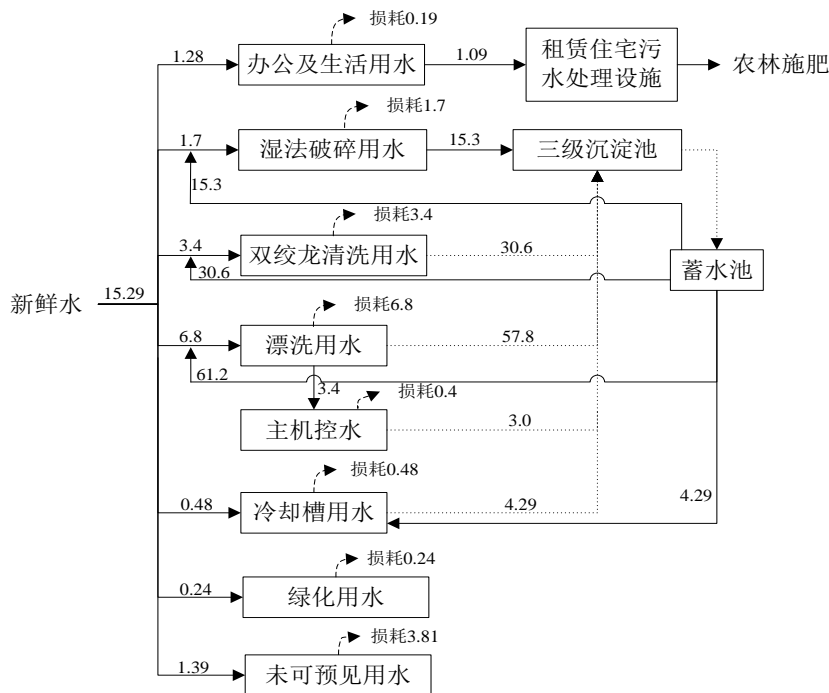 损耗0.19
1.28
办公及生活用水
1.09
租赁住宅污
水处理设施
农林施肥
损耗1.7
1.7
湿法破碎用水
15.3
三级沉淀池
15.3
损耗3.4
3.4
双绞龙清洗用水
30.6
30.6
蓄水池
新鲜水
15.29
损耗6.8
6.8
漂洗用水
57.8
61.2
3.4
损耗0.4
主机控水
3.0
损耗0.48
0.48
冷却槽用水
4.29
4.29
损耗0.24
0.24
绿化用水
损耗3.81
1.39
未可预见用水